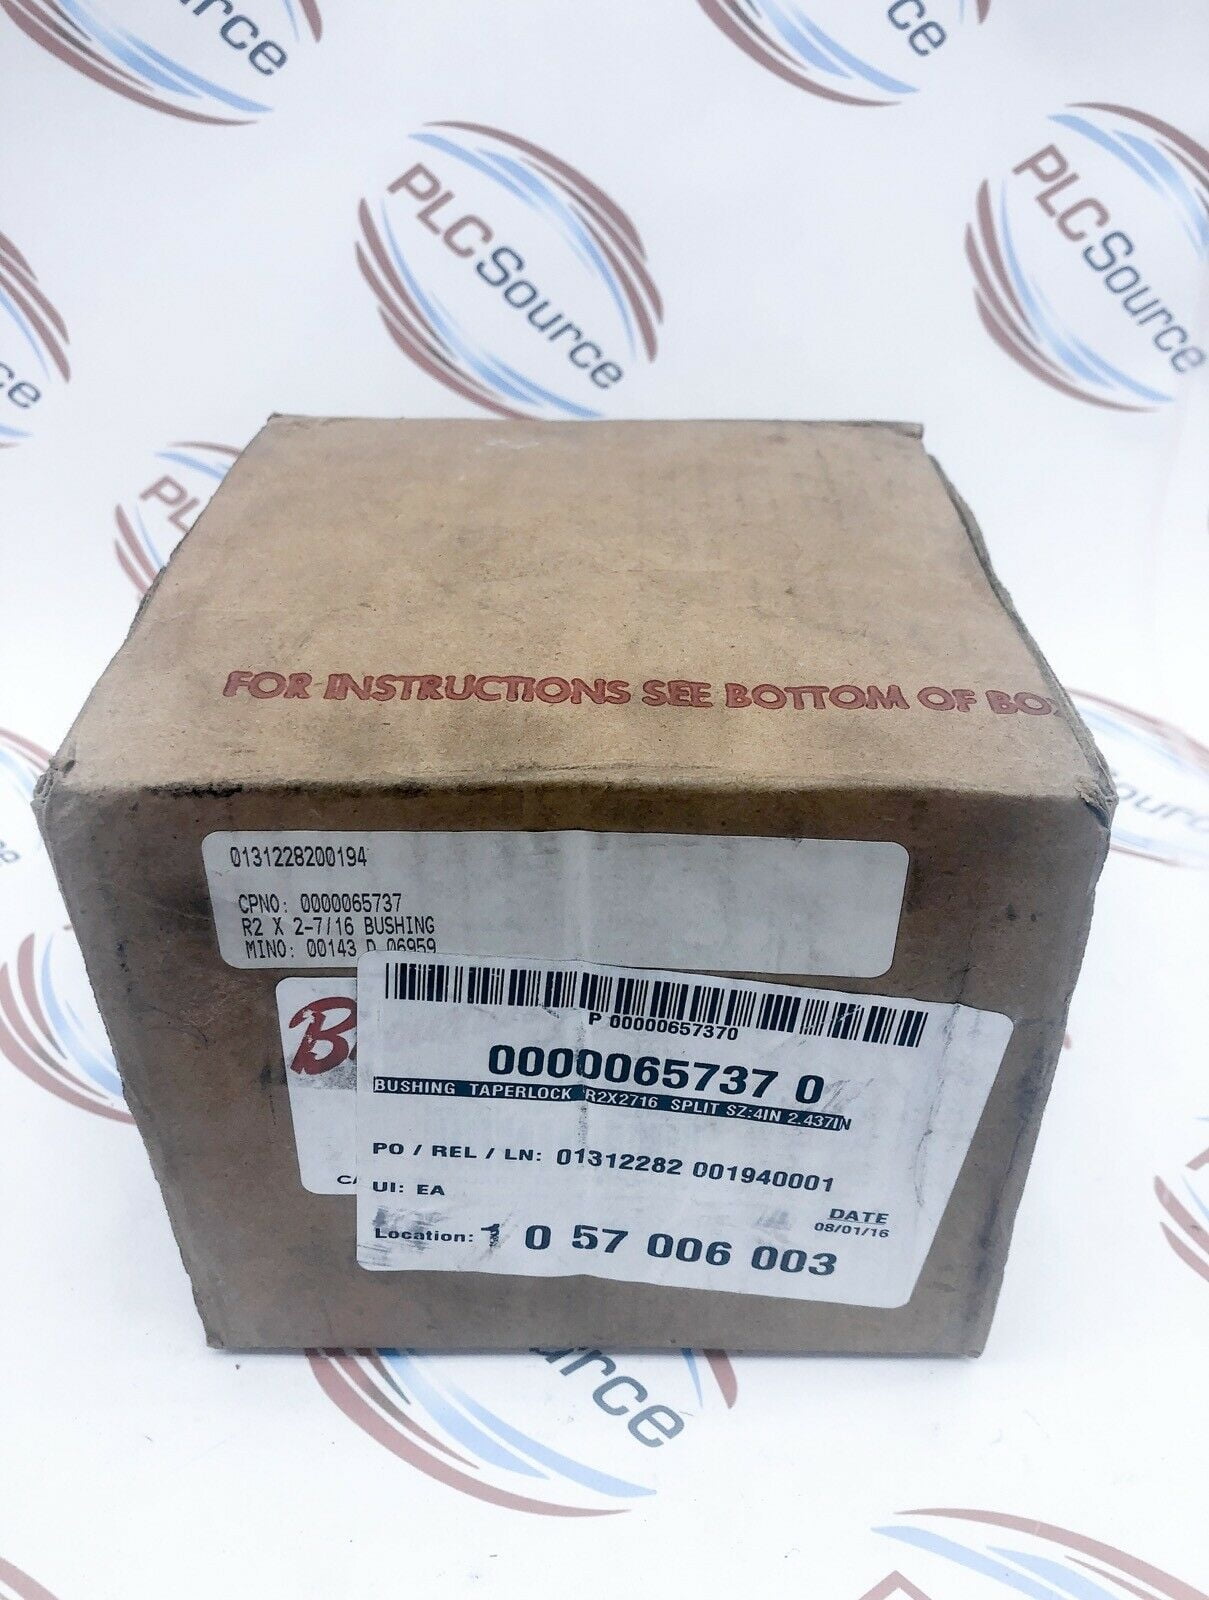 PLCSource
PLCSource
PLCSource
FOR INSTRUCTIONS SEE BOTTOM OF BO
0131228200194
CPNO: 0000065737
R2 X 2-7/16 BUSHING
MINO: 00143 D 06959
P 00000657370
0000065737 0
BUSHING TAPERLOCK R2X2716 SPLIT SZ:4IN 2.437IN
PO / REL / LN: 01312282 001940001
UI: EA
DATE
08/01/16
Location: 1 0 57 006 003